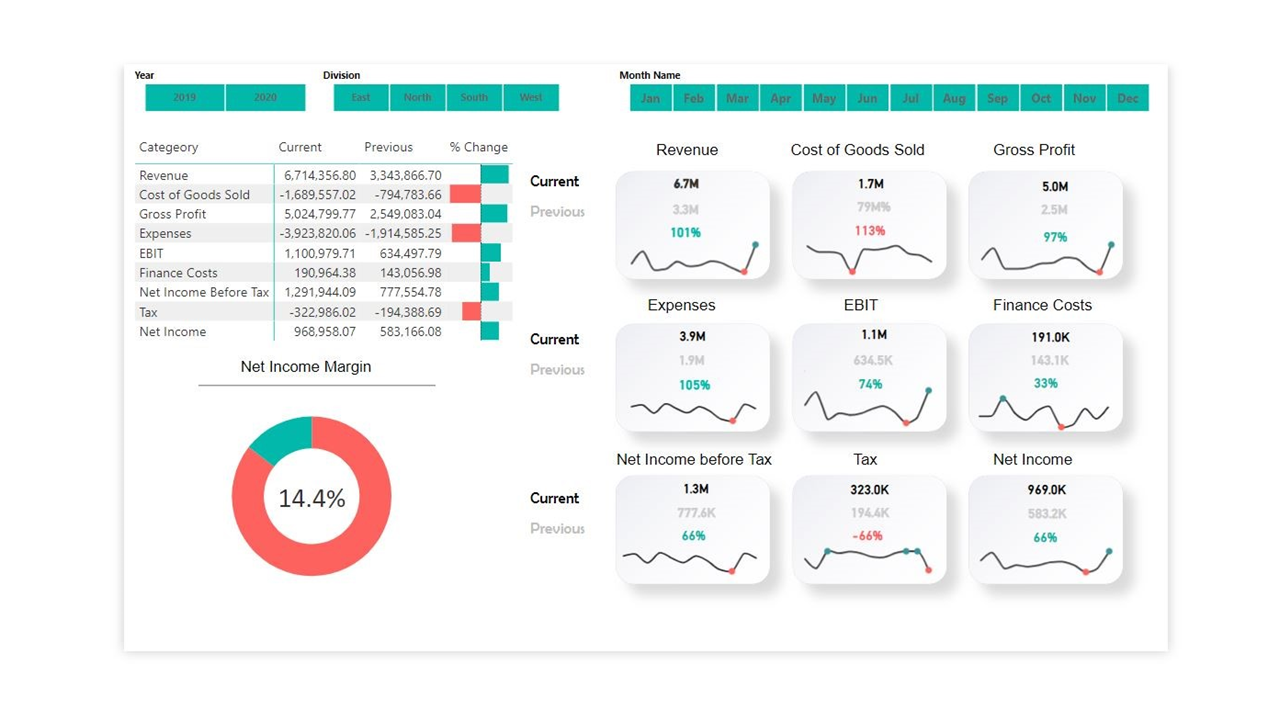 Year
2019 2020
Division
East North South West
Month Name
Jan Feb Mar Apr May Jun Jul Aug Sep Oct Nov Dec
Categeory Current Previous % Change
Revenue 6,714,356.80 3,343,866.70
Cost of Goods Sold -1,689,557.02 -794,783.66
Gross Profit 5,024,799.77 2,549,083.04
Expenses -3,923,820.06 -1,914,585.25
EBIT 1,100,979.71 634,497.79
Finance Costs 190,964.38 143,056.98
Net Income Before Tax 1,291,944.09 777,554.78
Tax -322,986.02 -194,388.69
Net Income 968,958.07 583,166.08
Net Income Margin
14.4%
Current
Previous
Revenue
6.7M
3.3M
101%
Cost of Goods Sold
1.7M
79M%
113%
Gross Profit
5.0M
2.5M
97%
Current
Previous
Expenses
3.9M
1.9M
105%
EBIT
1.1M
634.5K
74%
Finance Costs
191.0K
143.1K
33%
Current
Previous
Net Income before Tax
1.3M
777.6K
66%
Tax
323.0K
194.4K
-66%
Net Income
969.0K
583.2K
66%